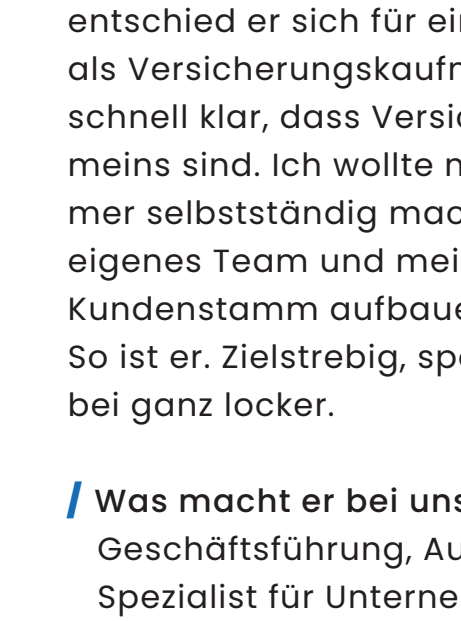 entschied er sich für ei
als Versicherungskauf
schnell klar, dass Versi
meins sind. Ich wollte
mer selbstständig mac
eigenes Team und mei
Kundenstamm aufbaue
So ist er. Zielstrebig, sp
bei ganz locker.
/ Was macht er bei uns
Geschäftsführung, Au
Spezialist für Unterne